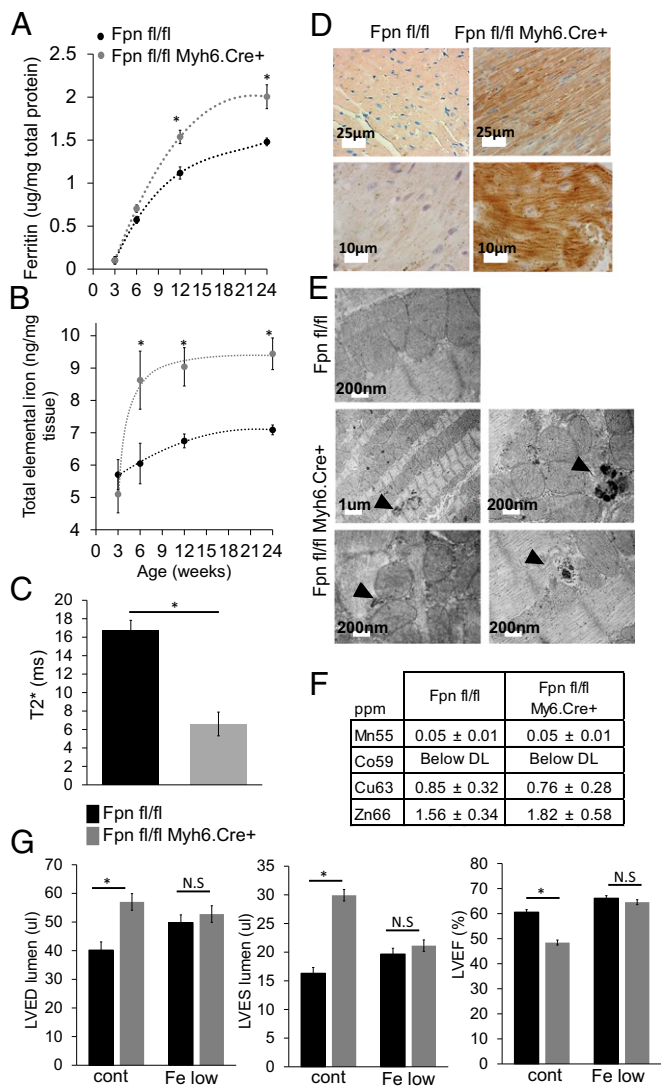 A
Fpn fl/fl
Fpn fl/fl Myh6.Cre+
Ferritin (ug/mg total protein)
2.5
2
1.5
1
0.5
0
*
*
0 3 6 9 12 15 18 21 24
B
Total elemental iron (ng/mg
tissue)
10
9
8
7
6
5
4
*
*
*
0 3 6 9 12 15 18 21 24
Age (weeks)
C
T2* (ms)
18
16
14
12
10
8
6
4
2
0
*
Fpn fl/fl
Fpn fl/fl Myh6.Cre+
D
Fpn fl/fl Fpn fl/fl Myh6.Cre+
25µm 25µm
10µm 10µm
E
Fpn fl/fl
200nm
Fpn fl/fl Myh6.Cre+
1um 200nm
200nm 200nm
F
ppm Fpn fl/fl Fpn fl/fl
My6.Cre+
Mn55 0.05 ± 0.01 0.05 ± 0.01
Co59 Below DL Below DL
Cu63 0.85 ± 0.32 0.76 ± 0.28
Zn66 1.56 ± 0.34 1.82 ± 0.58
G
LVED lumen (ul)
70
60
50
40
30
20
10
0
*
N.S
cont Fe low
LVES lumen (ul)
35
30
25
20
15
10
5
0
*
N.S
cont Fe low
LVEF (%)
80
70
60
50
40
30
20
10
0
*
N.S
cont Fe low